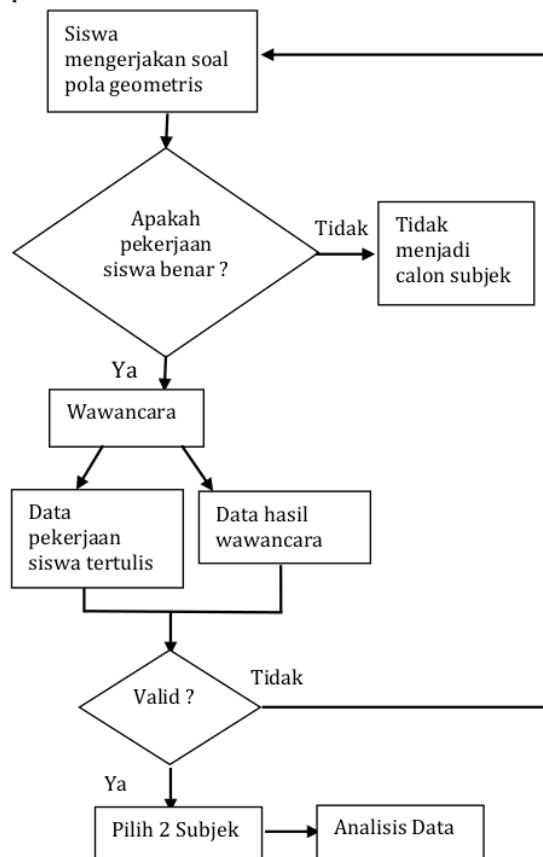 Siswa
mengerjakan soal
pola geometris
Apakah
pekerjaan
siswa benar ?
Tidak
Tidak
menjadi
calon subjek
Ya
Wawancara
Data
pekerjaan
siswa tertulis
Data hasil
wawancara
Valid ?
Tidak
Ya
Pilih 2 Subjek
Analisis Data